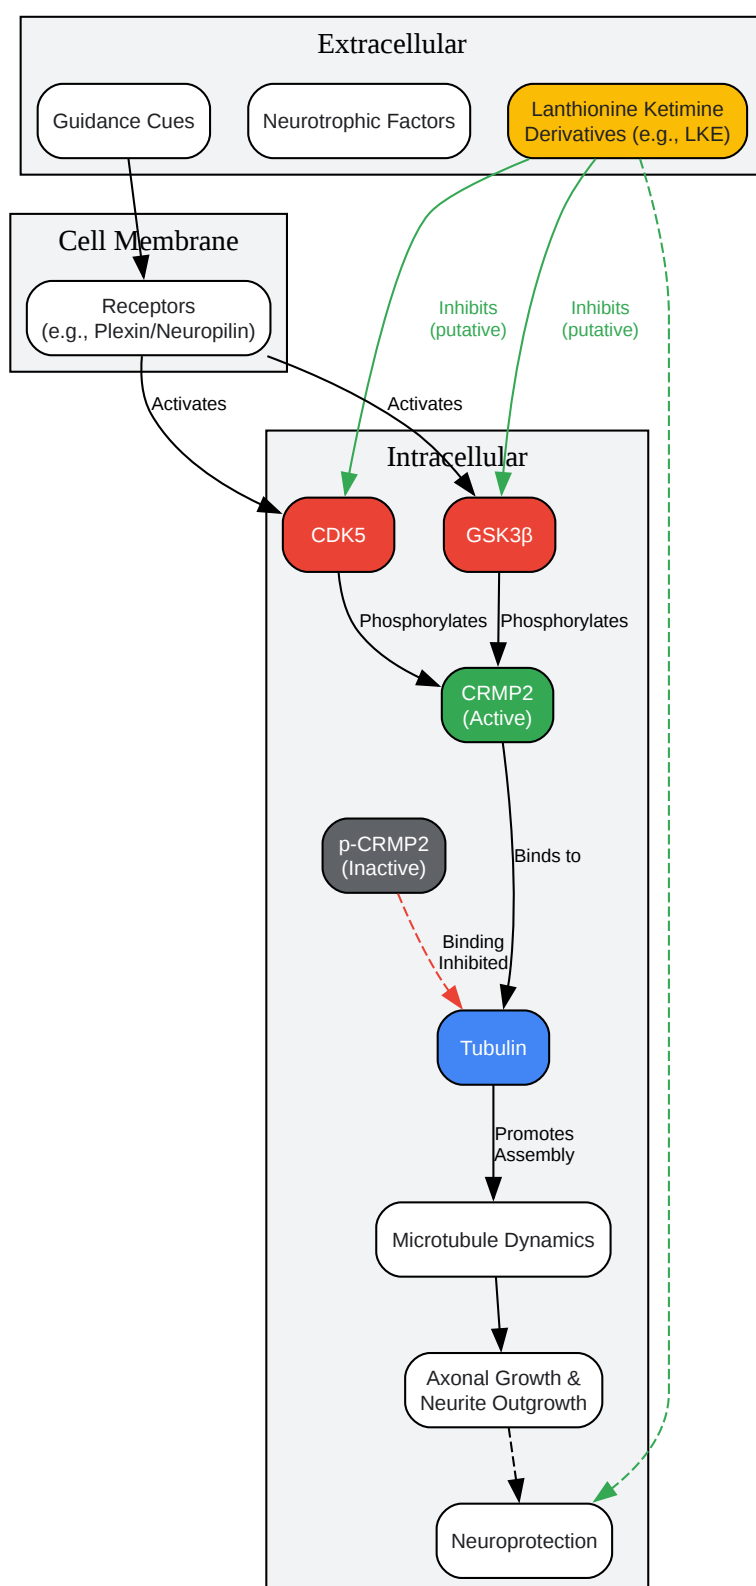 Extracellular
Guidance Cues
Neurotrophic Factors
Lanthionine Ketimine
Derivatives (e.g., LKE)
Cell Membrane
Receptors
(e.g., Plexin/Neuropilin)
Inhibits
(putative)
Inhibits
(putative)
Activates
Activates
Intracellular
CDK5
GSK3β
Phosphorylates
Phosphorylates
CRMP2
(Active)
p-CRMP2
(Inactive)
Binds to
Binding
Inhibited
Tubulin
Promotes
Assembly
Microtubule Dynamics
Axonal Growth &
Neurite Outgrowth
Neuroprotection